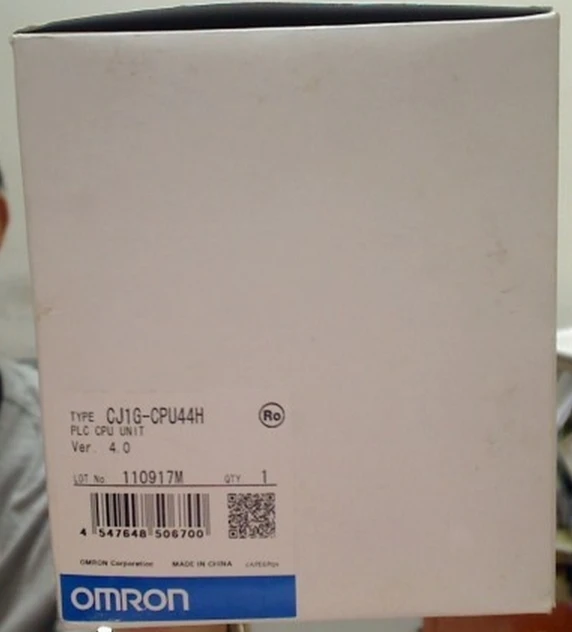 TYPE CJ1G-CPU44H Ro
PLC CPU UNIT
Ver. 4.0
LOT No 110917M QTY 1
4 547648 506700
OMRON Corporation MADE IN CHINA
OMRON